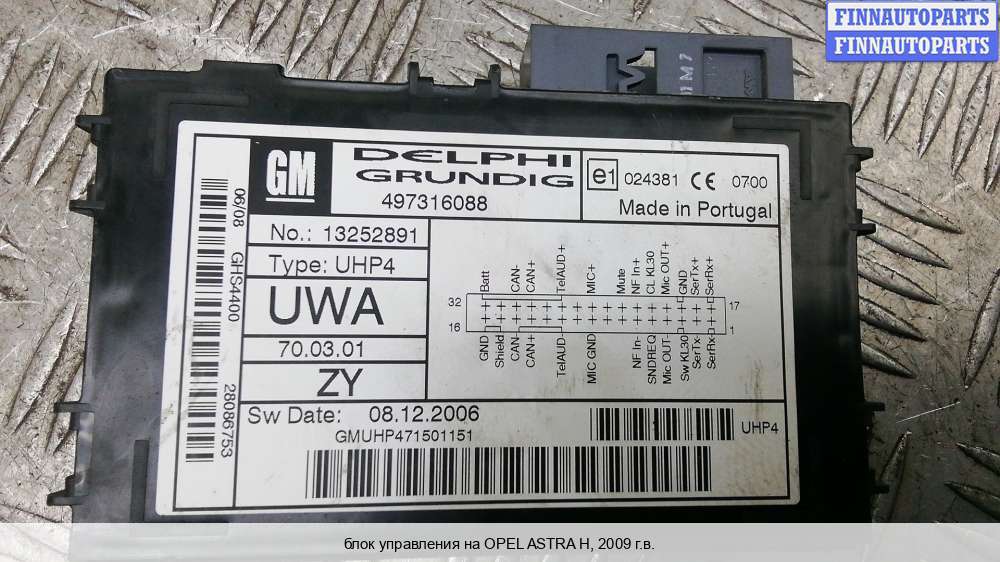 FINNAUTOPARTS
FINNAUTOPARTS
1M7
GM
DELPHI
GRUNDIG
497316088
e1 024381 CE 0700
Made in Portugal
06/08 GHS4400 28086753
No.: 13252891
Type: UHP4
UWA
70.03.01
ZY
Batt CAN- CAN+ TelAUD+ MIC+ Mute NF In+ CL KL30 Mic OUT+ GND SerTx+ SerRx+
32 17
16 1
GND Shield CAN- CAN+ TelAUD- MIC GND NF In- SNDREQ Mic OUT- Sw KL30 SerTx- SerRx-
Sw Date: 08.12.2006
GMUHP471501151
UHP4
блок управления на OPEL ASTRA H, 2009 г.в.